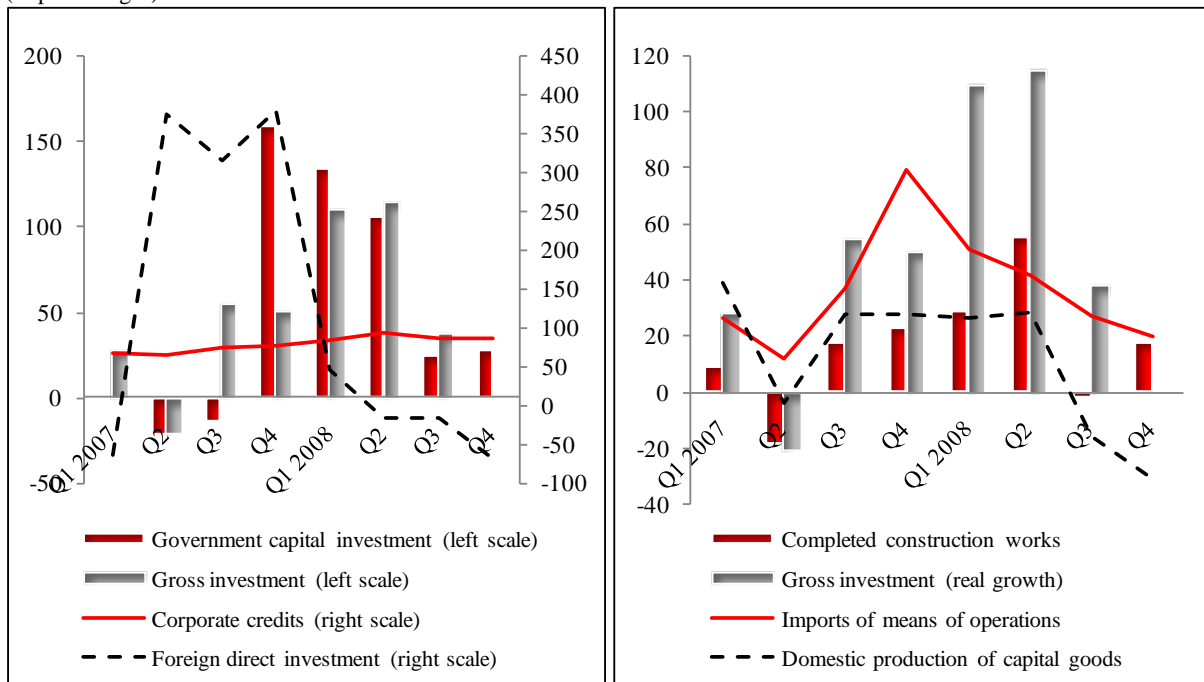 200
150
100
50
0
-50
450
400
350
300
250
200
150
100
50
0
-50
-100
Q1 2007
Q2
Q3
Q4
Q1 2008
Q2
Q3
Q4
Government capital investment (left scale)
Gross investment (left scale)
Corporate credits (right scale)
Foreign direct investment (right scale)
120
100
80
60
40
20
0
-20
-40
Q1 2007
Q2
Q3
Q4
Q1 2008
Q2
Q3
Q4
Completed construction works
Gross investment (real growth)
Imports of means of operations
Domestic production of capital goods